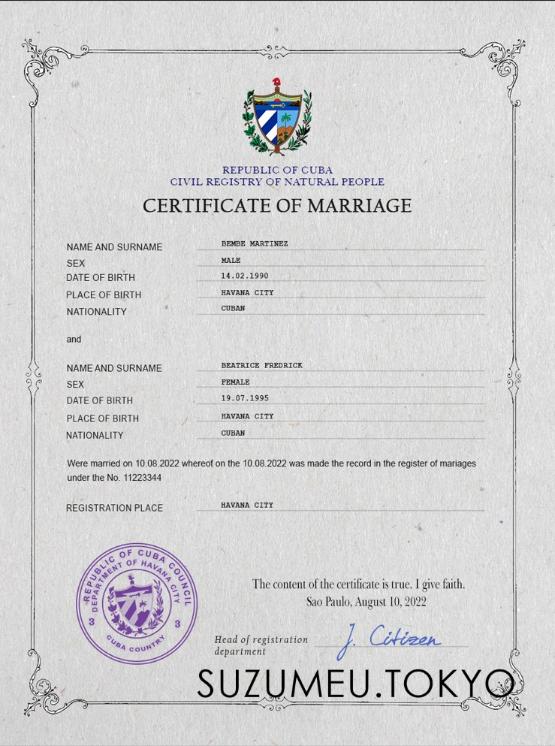 REPUBLIC OF CUBA
CIVIL REGISTRY OF NATURAL PEOPLE
CERTIFICATE OF MARRIAGE
NAME AND SURNAME BEMBE MARTINEZ
SEX MALE
DATE OF BIRTH 14.02.1990
PLACE OF BIRTH HAVANA CITY
NATIONALITY CUBAN
and
NAME AND SURNAME BEATRICE FREDRICK
SEX FEMALE
DATE OF BIRTH 19.07.1995
PLACE OF BIRTH HAVANA CITY
NATIONALITY CUBAN
Were married on 10.08.2022 whereof on the 10.08.2022 was made the record in the register of mariages
under the No. 11223344
REGISTRATION PLACE HAVANA CITY
REPUBLIC OF CUBA COUNCIL
DEPARTMENT OF HAVANA CITY
3 3
CUBA COUNTRY
The content of the certificate is true. I give faith.
Sao Paulo, August 10, 2022
Head of registration
department
J. Citizen
SUZUMEU.TOKYO